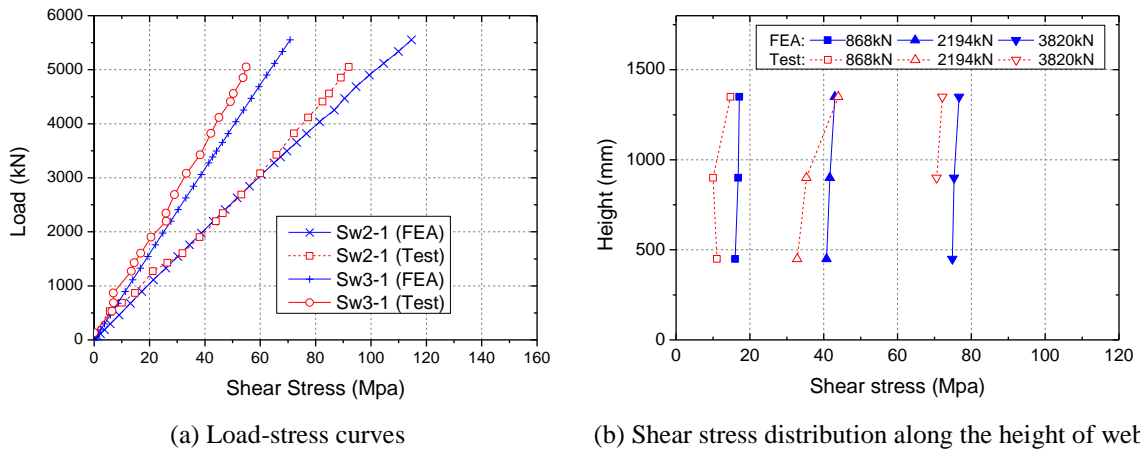 6000
5000
4000
3000
2000
1000
0
Load (kN)
Sw2-1 (FEA)
Sw2-1 (Test)
Sw3-1 (FEA)
Sw3-1 (Test)
0 20 40 60 80 100 120 140 160
Shear Stress (Mpa)
(a) Load-stress curves
FEA: 868kN 2194kN 3820kN
Test: 868kN 2194kN 3820kN
1500
1000
500
0
Height (mm)
0 20 40 60 80 100 120
Shear stress (Mpa)
(b) Shear stress distribution along the height of web